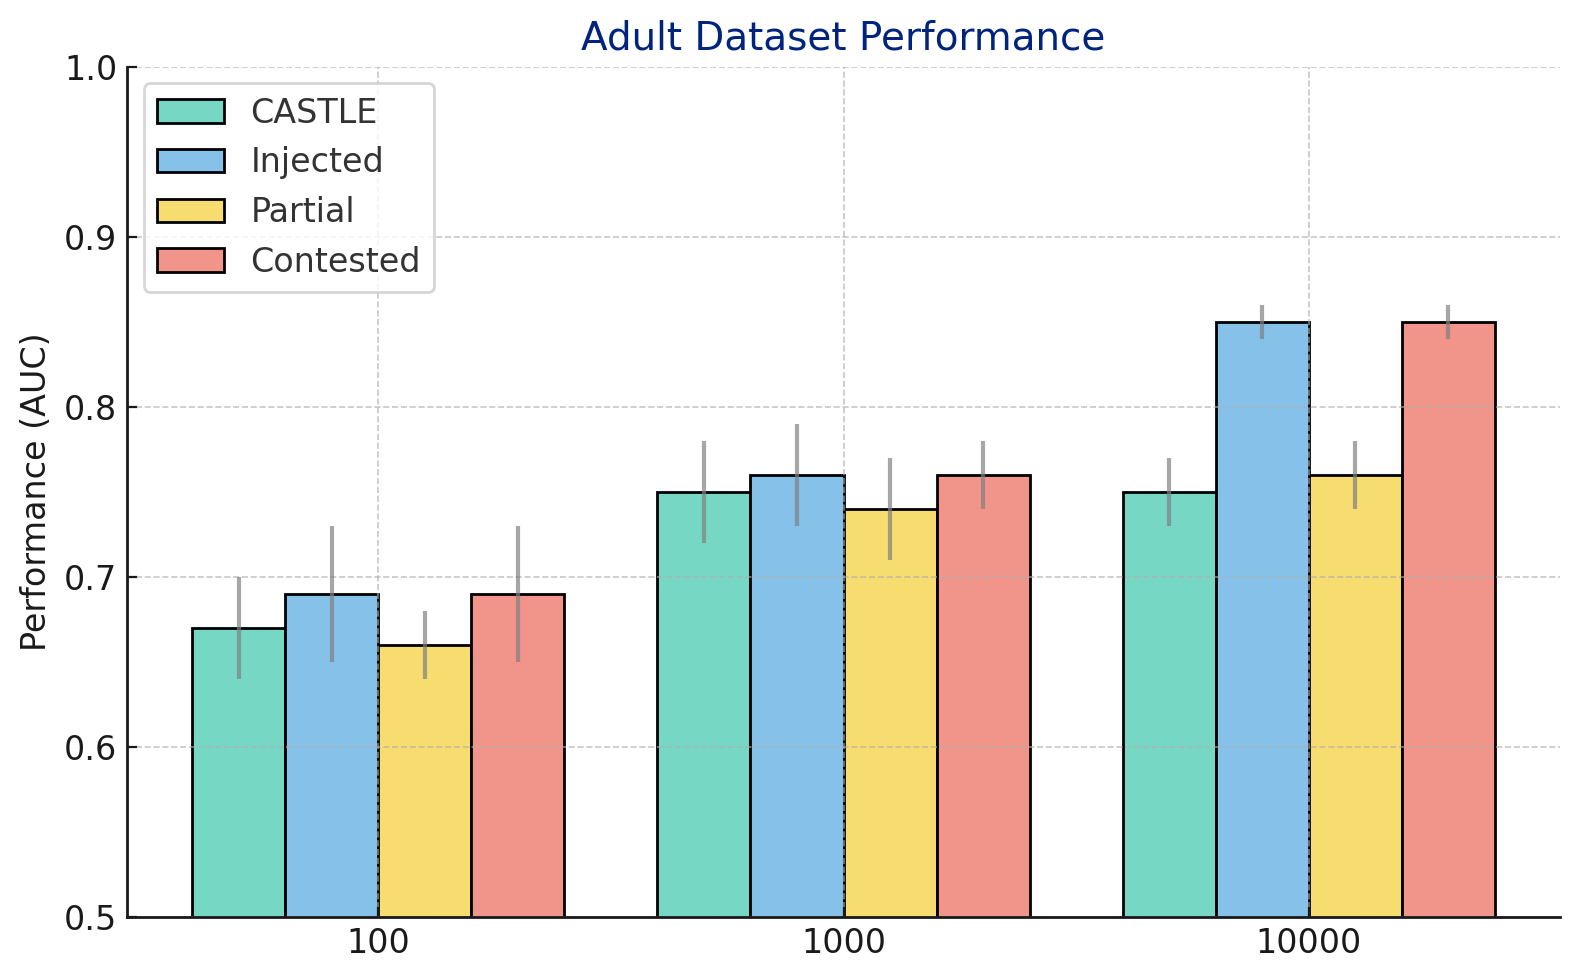 Adult Dataset Performance
Performance (AUC)
1.0
0.9
0.8
0.7
0.6
0.5
CASTLE
Injected
Partial
Contested
100
1000
10000